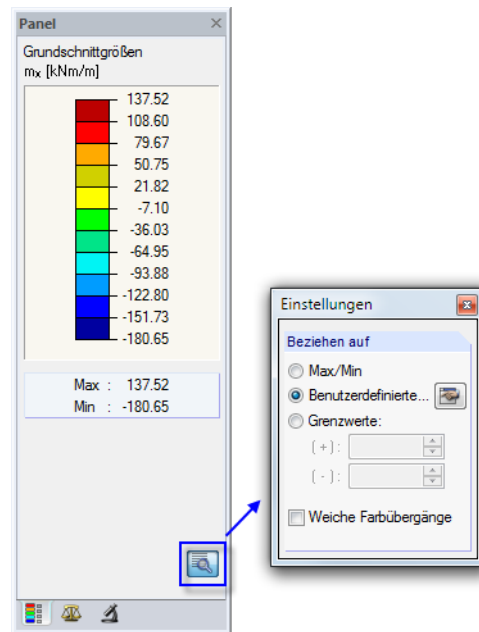 Panel
Grundschnittgrößen
mx [kNm/m]
137.52
108.60
79.67
50.75
21.82
-7.10
-36.03
-64.95
-93.88
-122.80
-151.73
-180.65
Max : 137.52
Min : -180.65
Einstellungen
Beziehen auf
Max/Min
Benutzerdefinierte...
Grenzwerte:
(+):
(-):
Weiche Farbübergänge